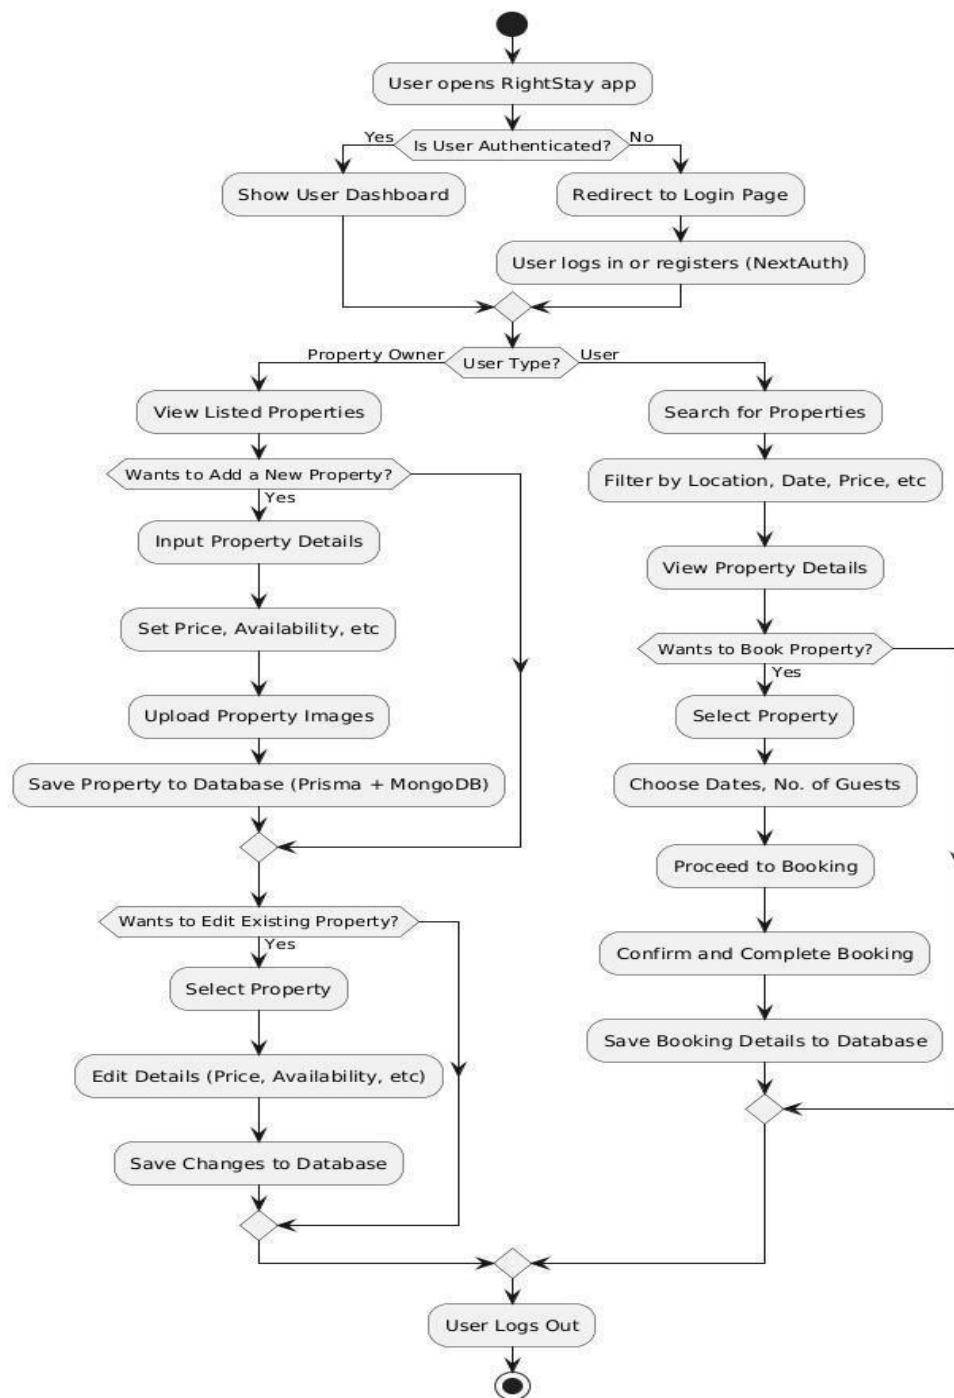 User opens RightStay app
Yes
Is User Authenticated?
No
Show User Dashboard
Redirect to Login Page
User logs in or registers (NextAuth)
Property Owner
User Type?
User
View Listed Properties
Search for Properties
Wants to Add a New Property?
Filter by Location, Date, Price, etc
Yes
Input Property Details
View Property Details
Set Price, Availability, etc
Wants to Book Property?
Yes
Upload Property Images
Select Property
Save Property to Database (Prisma + MongoDB)
Choose Dates, No. of Guests
Proceed to Booking
Wants to Edit Existing Property?
Yes
Confirm and Complete Booking
Select Property
Save Booking Details to Database
Edit Details (Price, Availability, etc)
Save Changes to Database
User Logs Out